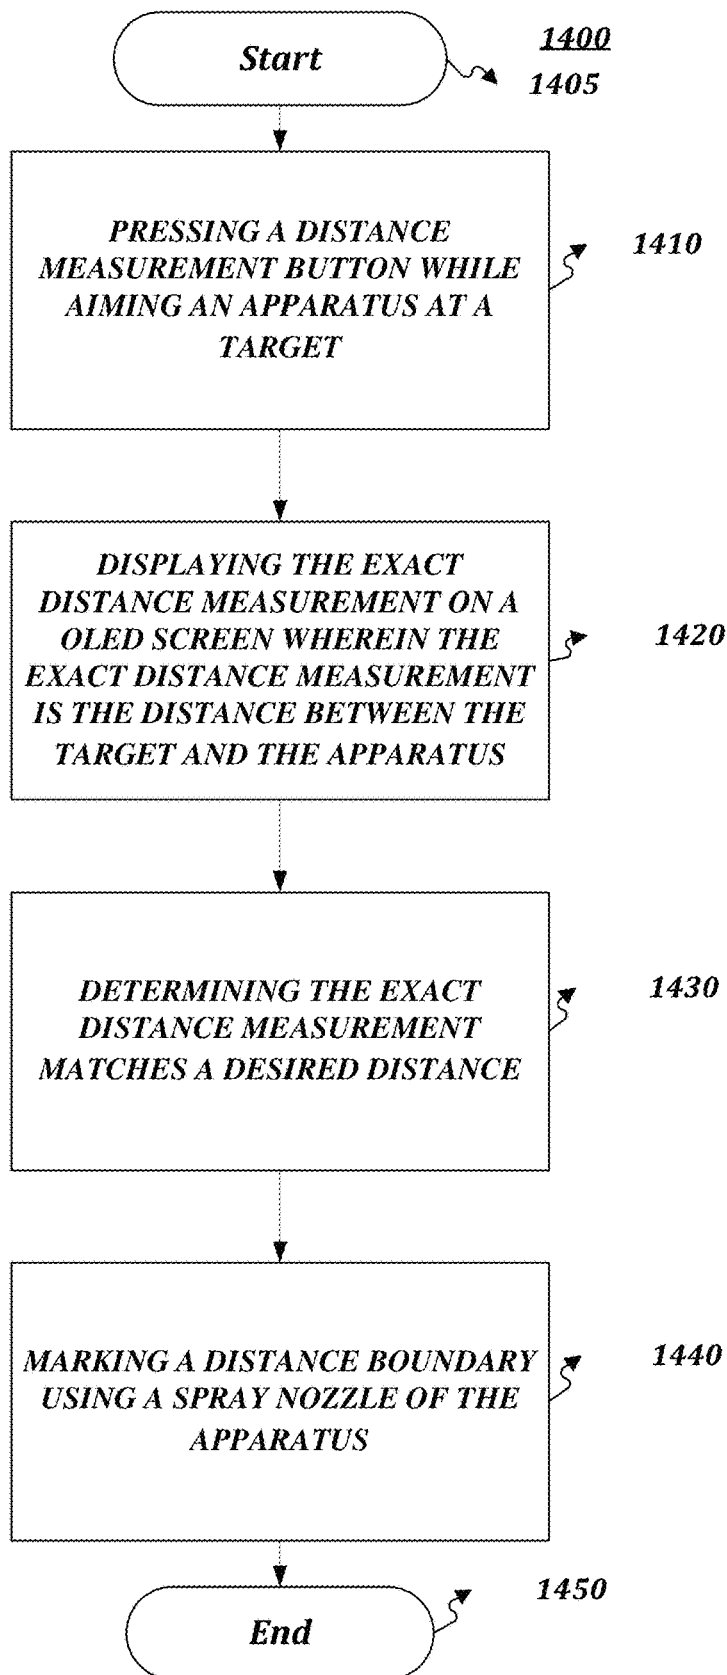 1400
Start
1405
PRESSING A DISTANCE
MEASUREMENT BUTTON WHILE
AIMING AN APPARATUS AT A
TARGET
1410
DISPLAYING THE EXACT
DISTANCE MEASUREMENT ON A
OLED SCREEN WHEREIN THE
EXACT DISTANCE MEASUREMENT
IS THE DISTANCE BETWEEN THE
TARGET AND THE APPARATUS
1420
DETERMINING THE EXACT
DISTANCE MEASUREMENT
MATCHES A DESIRED DISTANCE
1430
MARKING A DISTANCE BOUNDARY
USING A SPRAY NOZZLE OF THE
APPARATUS
1440
End
1450